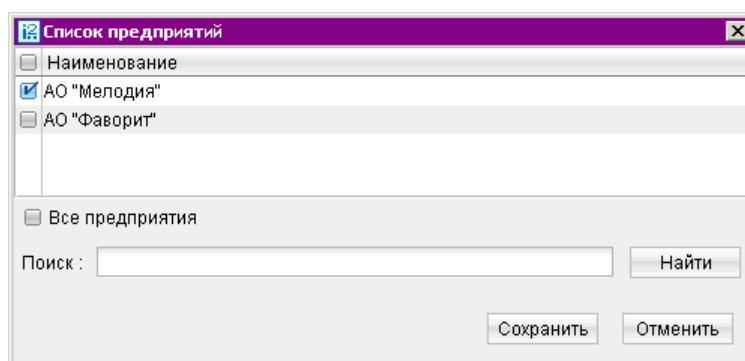 Список предприятий
Наименование
АО "Мелодия"
АО "Фаворит"
Все предприятия
Поиск : Найти
Сохранить Отменить